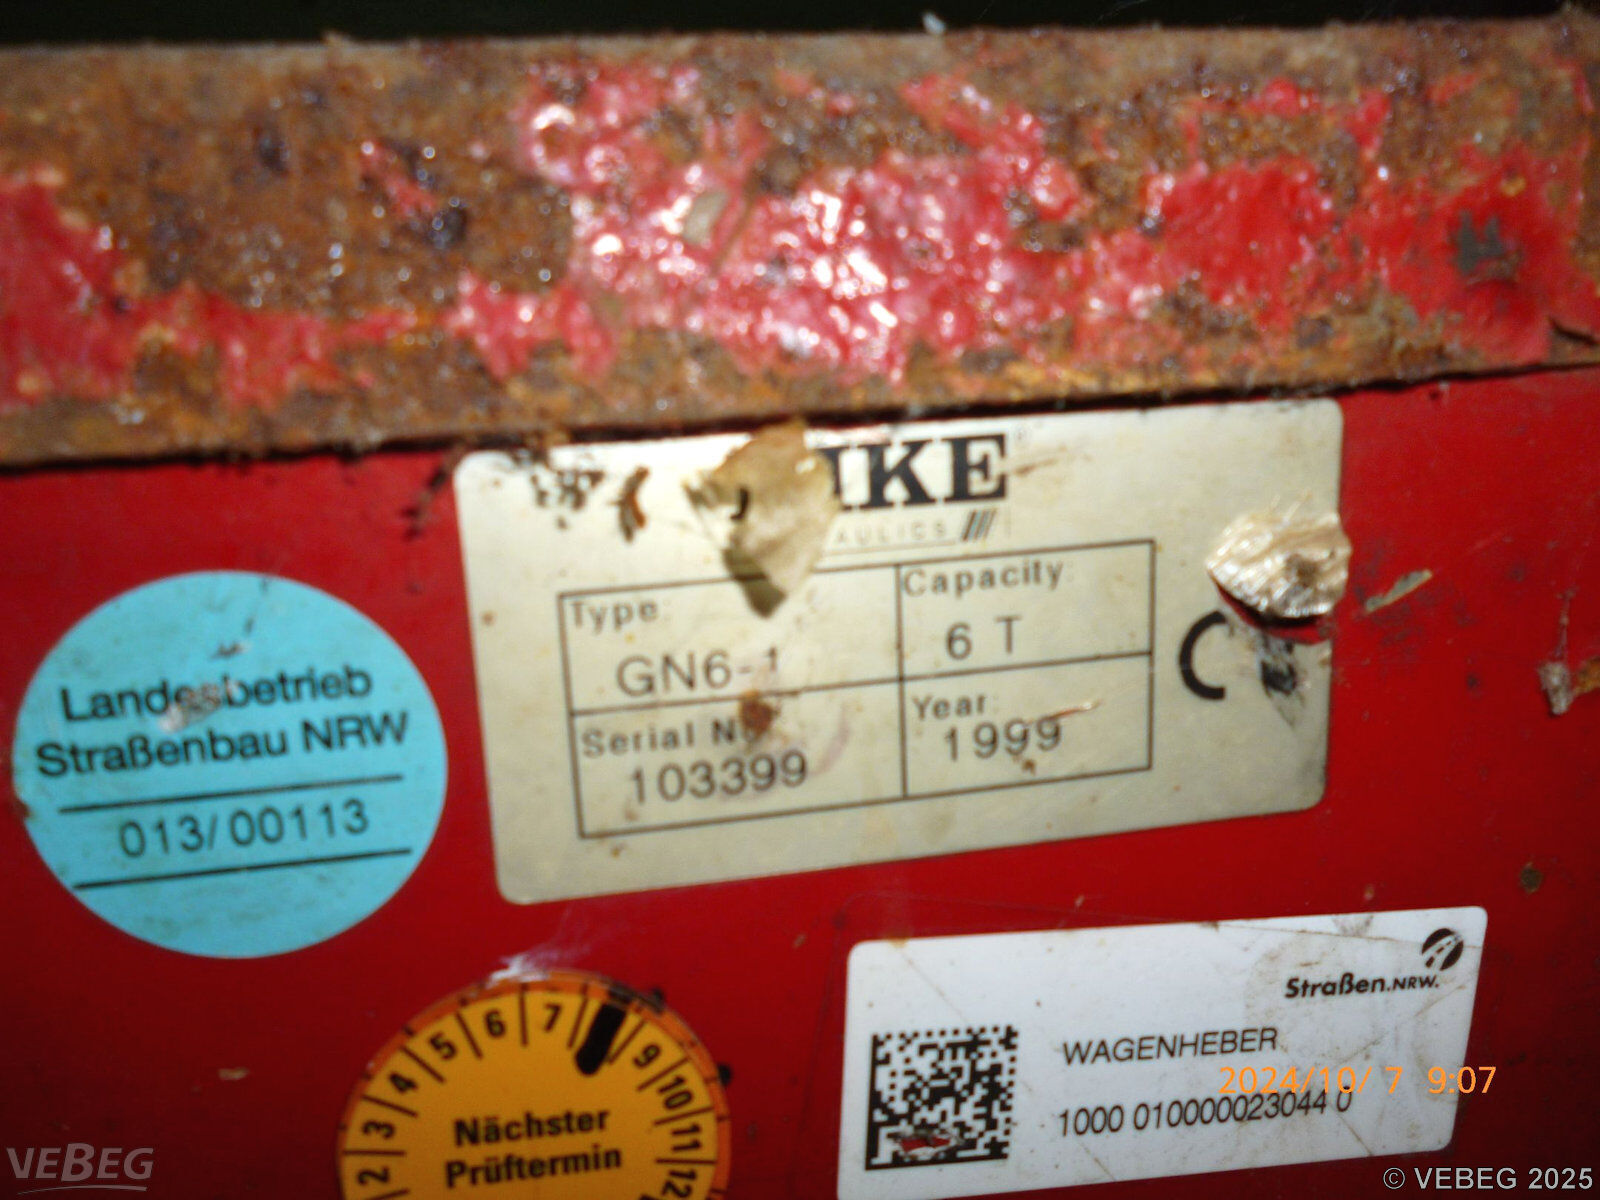 Type:
GN6-1
Capacity:
6 T
Serial No
103399
Year:
1999
Landesbetrieb
Straßenbau NRW
013/00113
2 3 4 5 6 7 9 10 11 12
Nächster
Prüftermin
Straßen.NRW.
WAGENHEBER
1000 010000023044 0
2024/10/ 7 9:07
VEBEG
© VEBEG 2025